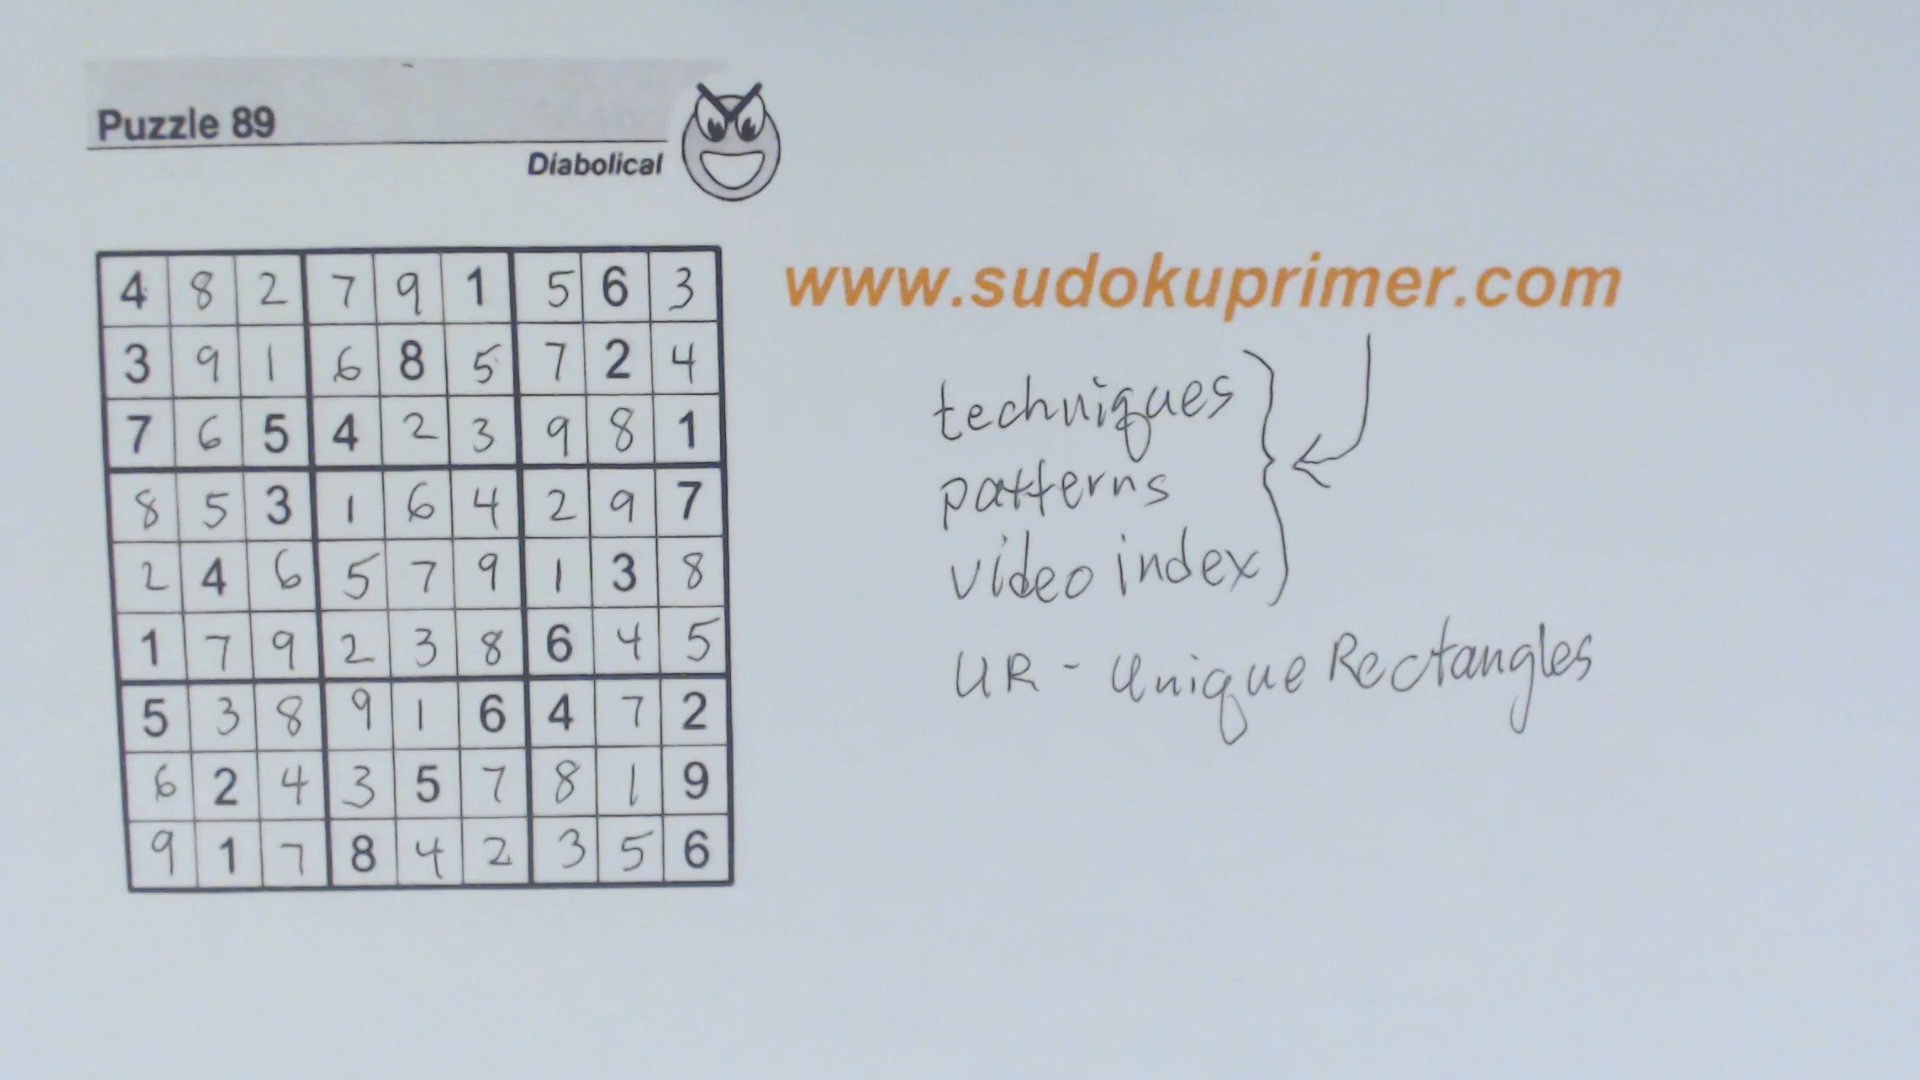 Puzzle 89
Diabolical
4 8 2 7 9 1 5 6 3
3 9 1 6 8 5 7 2 4
7 6 5 4 2 3 9 8 1
8 5 3 1 6 4 2 9 7
2 4 6 5 7 9 1 3 8
1 7 9 2 3 8 6 4 5
5 3 8 9 1 6 4 7 2
6 2 4 3 5 7 8 1 9
9 1 7 8 4 2 3 5 6
www.sudokuprimer.com
techniques
patterns
video index
UR - Unique Rectangles